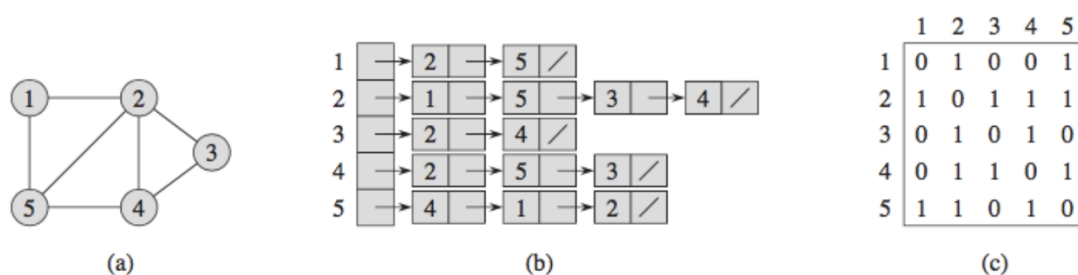 1 2 3 4 5
1 2 5 / 1 0 1 0 0 1
1 2 2 1 5 3 4 / 2 1 0 1 1 1
3 3 2 4 / 3 0 1 0 1 0
4 2 5 3 / 4 0 1 1 0 1
5 4 5 4 1 2 / 5 1 1 0 1 0
(a) (b) (c)